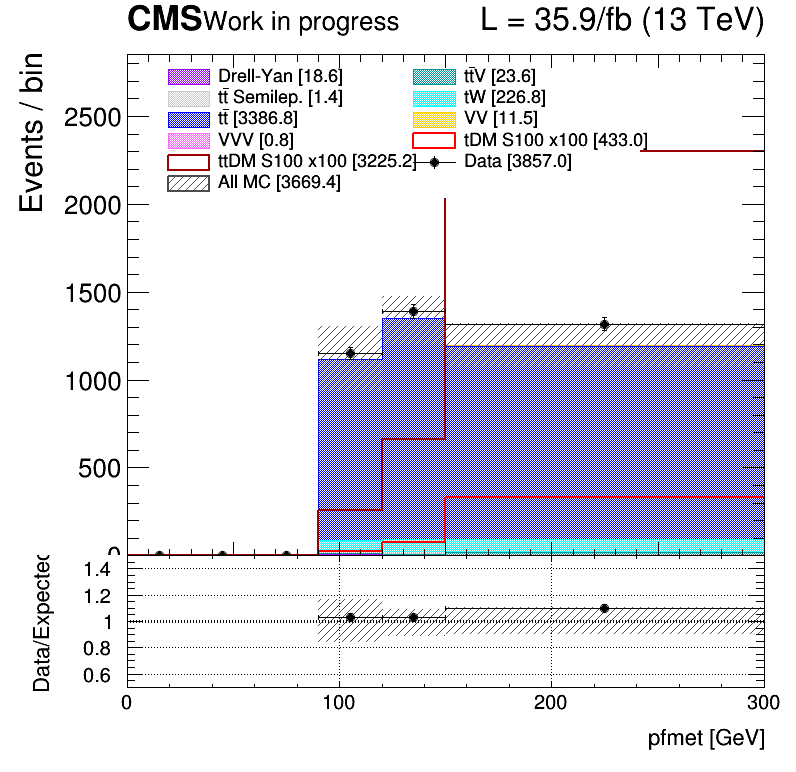 CMS Work in progress L = 35.9/fb (13 TeV)
Drell-Yan [18.6] tt̄V [23.6]
tt̄ Semilep. [1.4] tW [226.8]
tt̄ [3386.8] VV [11.5]
VVV [0.8] tDM S100 x100 [433.0]
ttDM S100 x100 [3225.2] Data [3857.0]
All MC [3669.4]
Events / bin
2500
2000
1500
1000
500
0
Data/Expected
1.4
1.2
1
0.8
0.6
0 100 200 300
pfmet [GeV]